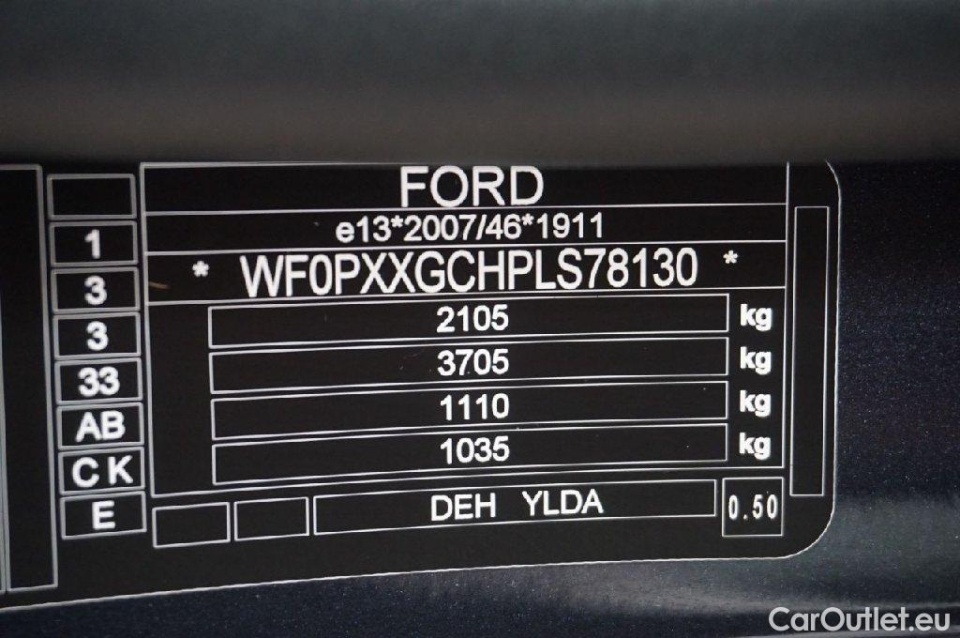 FORD
e13*2007/46*1911
* WF0PXXGCHPLS78130 *
2105 kg
3705 kg
1110 kg
1035 kg
1
3
3
33
AB
C K
E
DEH YLDA
0.50
CarOutlet.eu